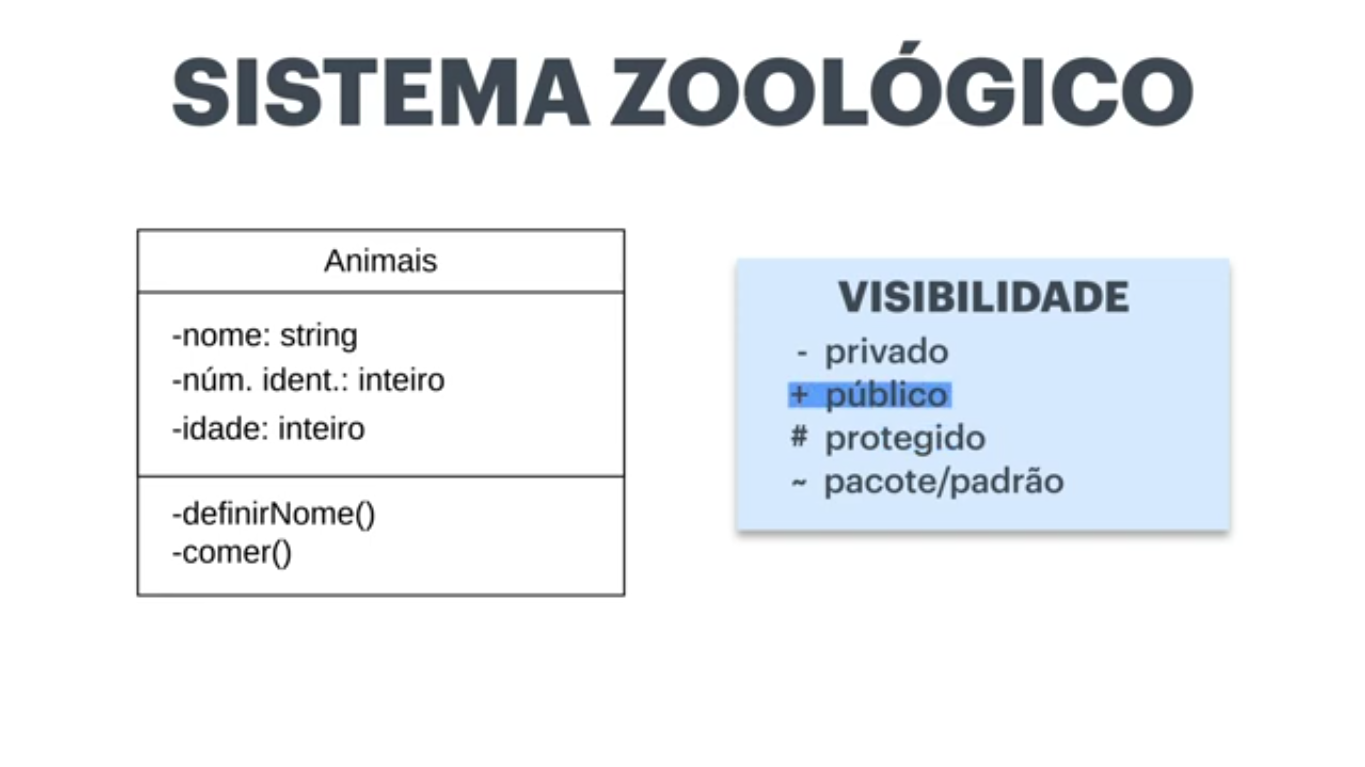 SISTEMA ZOOLÓGICO
Animais
-nome: string
-núm. ident.: inteiro
-idade: inteiro
-definirNome()
-comer()
VISIBILIDADE
- privado
+ público
# protegido
~ pacote/padrão